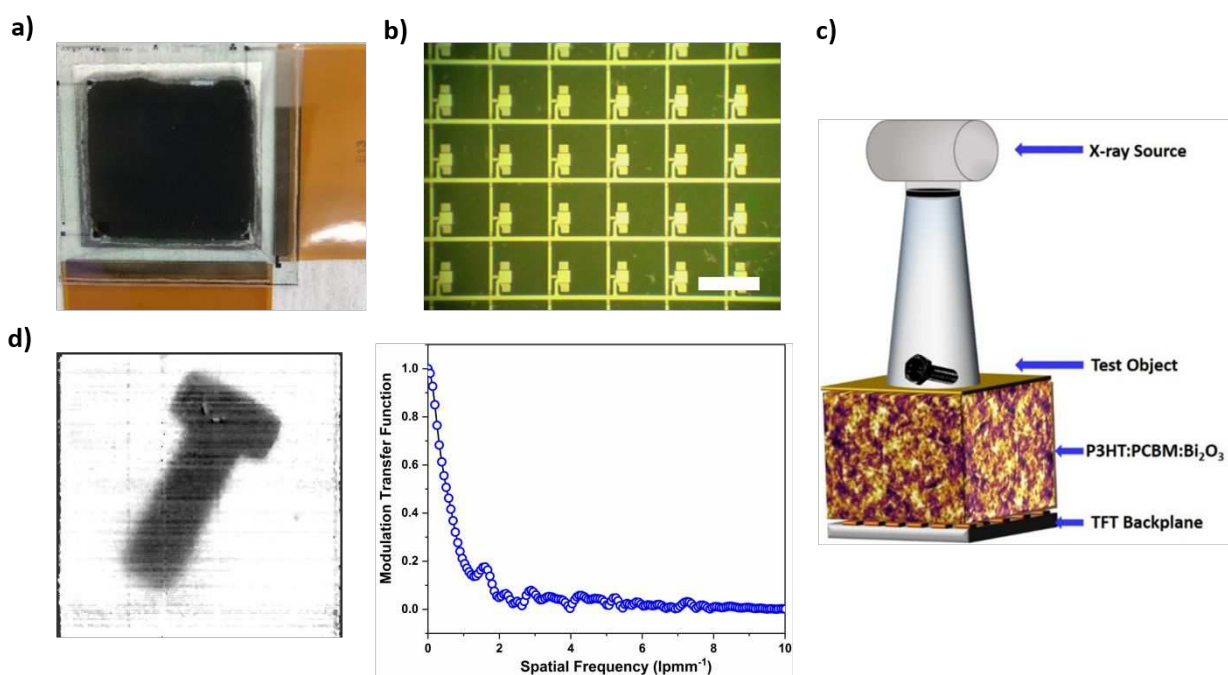 a)
b)
c)
X-ray Source
Test Object
P3HT:PCBM:Bi₂O₃
TFT Backplane
d)
Modulation Transfer Function
1.0
0.8
0.6
0.4
0.2
0.0
0 2 4 6 8 10
Spatial Frequency (lpmm⁻¹)